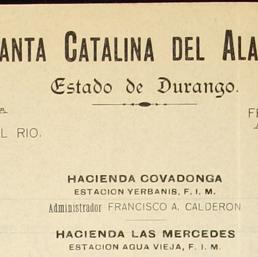 ANTA CATALINA DEL ALA
Estado de Durango.
L RIO.
HACIENDA COVADONGA
ESTACION YERBANIS, F. I. M.
Administrador FRANCISCO A. CALDERON
HACIENDA LAS MERCEDES
ESTACION AGUA VIEJA, F. I. M.